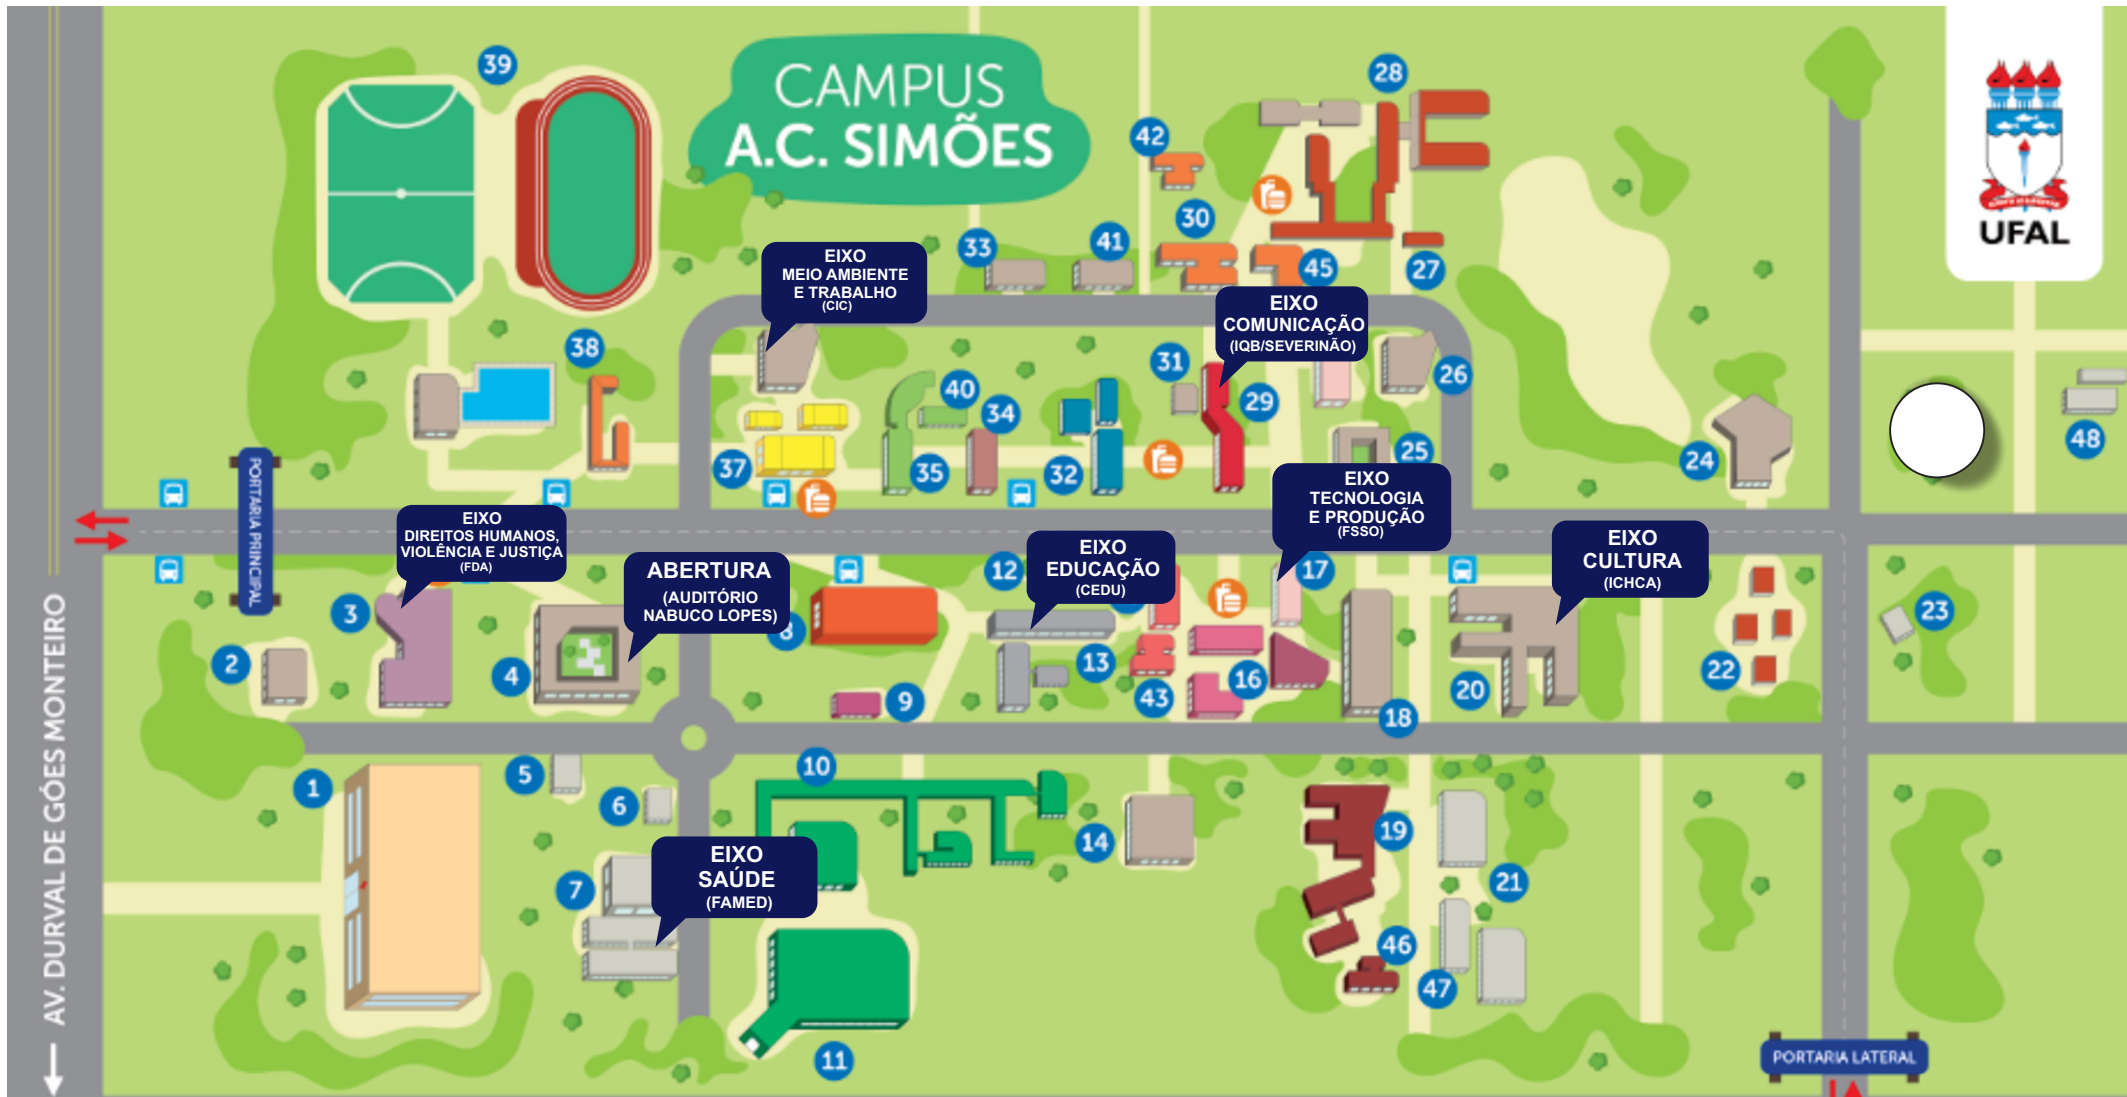 CAMPUS
A.C. SIMÕES
UFAL
39
28
42
30
33
41
45
27
EIXO
MEIO AMBIENTE
E TRABALHO
(CIC)
EIXO
COMUNICAÇÃO
(IQB/SEVERINÃO)
38
31
26
40
34
29
37
35
32
25
24
48
PORTARIA PRINCIPAL
EIXO
DIREITOS HUMANOS,
VIOLÊNCIA E JUSTIÇA
(FDA)
ABERTURA
(AUDITÓRIO
NABUCO LOPES)
EIXO
EDUCAÇÃO
(CEDU)
EIXO
TECNOLOGIA
E PRODUÇÃO
(FSSO)
EIXO
CULTURA
(ICHCA)
12
17
3
8
23
2
4
13
16
43
20
22
9
18
AV. DURVAL DE GÓES MONTEIRO
1
5
6
10
14
19
EIXO
SAÚDE
(FAMED)
7
21
46
47
11
PORTARIA LATERAL